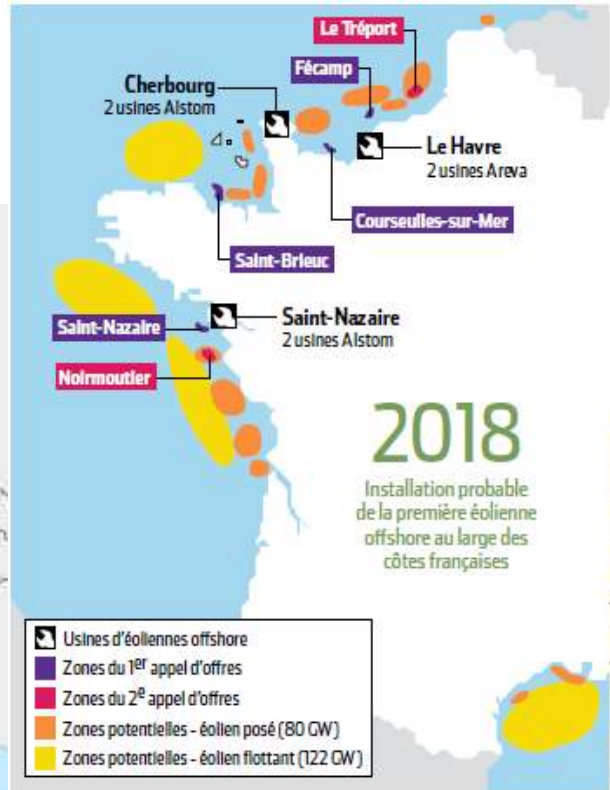 Le Tréport
Fécamp
Cherbourg
2 usines Alstom
Le Havre
2 usines Areva
Courseulles-sur-Mer
Saint-Brieuc
Saint-Nazaire
Saint-Nazaire
2 usines Alstom
Noirmoutier
2018
Installation probable
de la première éolienne
offshore au large des
côtes françaises
Usines d'éoliennes offshore
Zones du 1er appel d'offres
Zones du 2e appel d'offres
Zones potentielles - éolien posé (80 GW)
Zones potentielles - éolien flottant (122 GW)